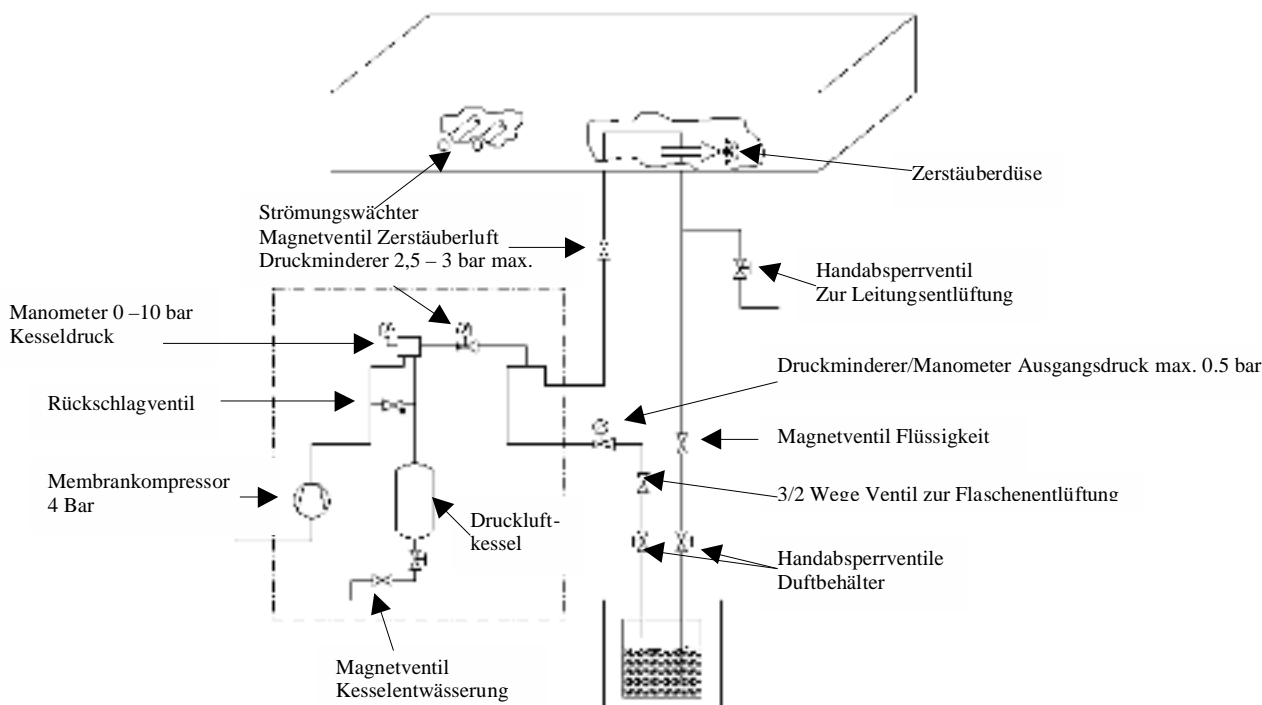 Zerstäuberdüse
Strömungswächter
Magnetventil Zerstäuberluft
Druckminderer 2,5 – 3 bar max.
Handabsperrventil
Zur Leitungsentlüftung
Manometer 0 –10 bar
Kesseldruck
Druckminderer/Manometer Ausgangsdruck max. 0.5 bar
Rückschlagventil
Magnetventil Flüssigkeit
Membrankompressor
4 Bar
3/2 Wege Ventil zur Flaschenentlüftung
Druckluft-
kessel
Handabsperrventile
Duftbehälter
Magnetventil
Kesselentwässerung